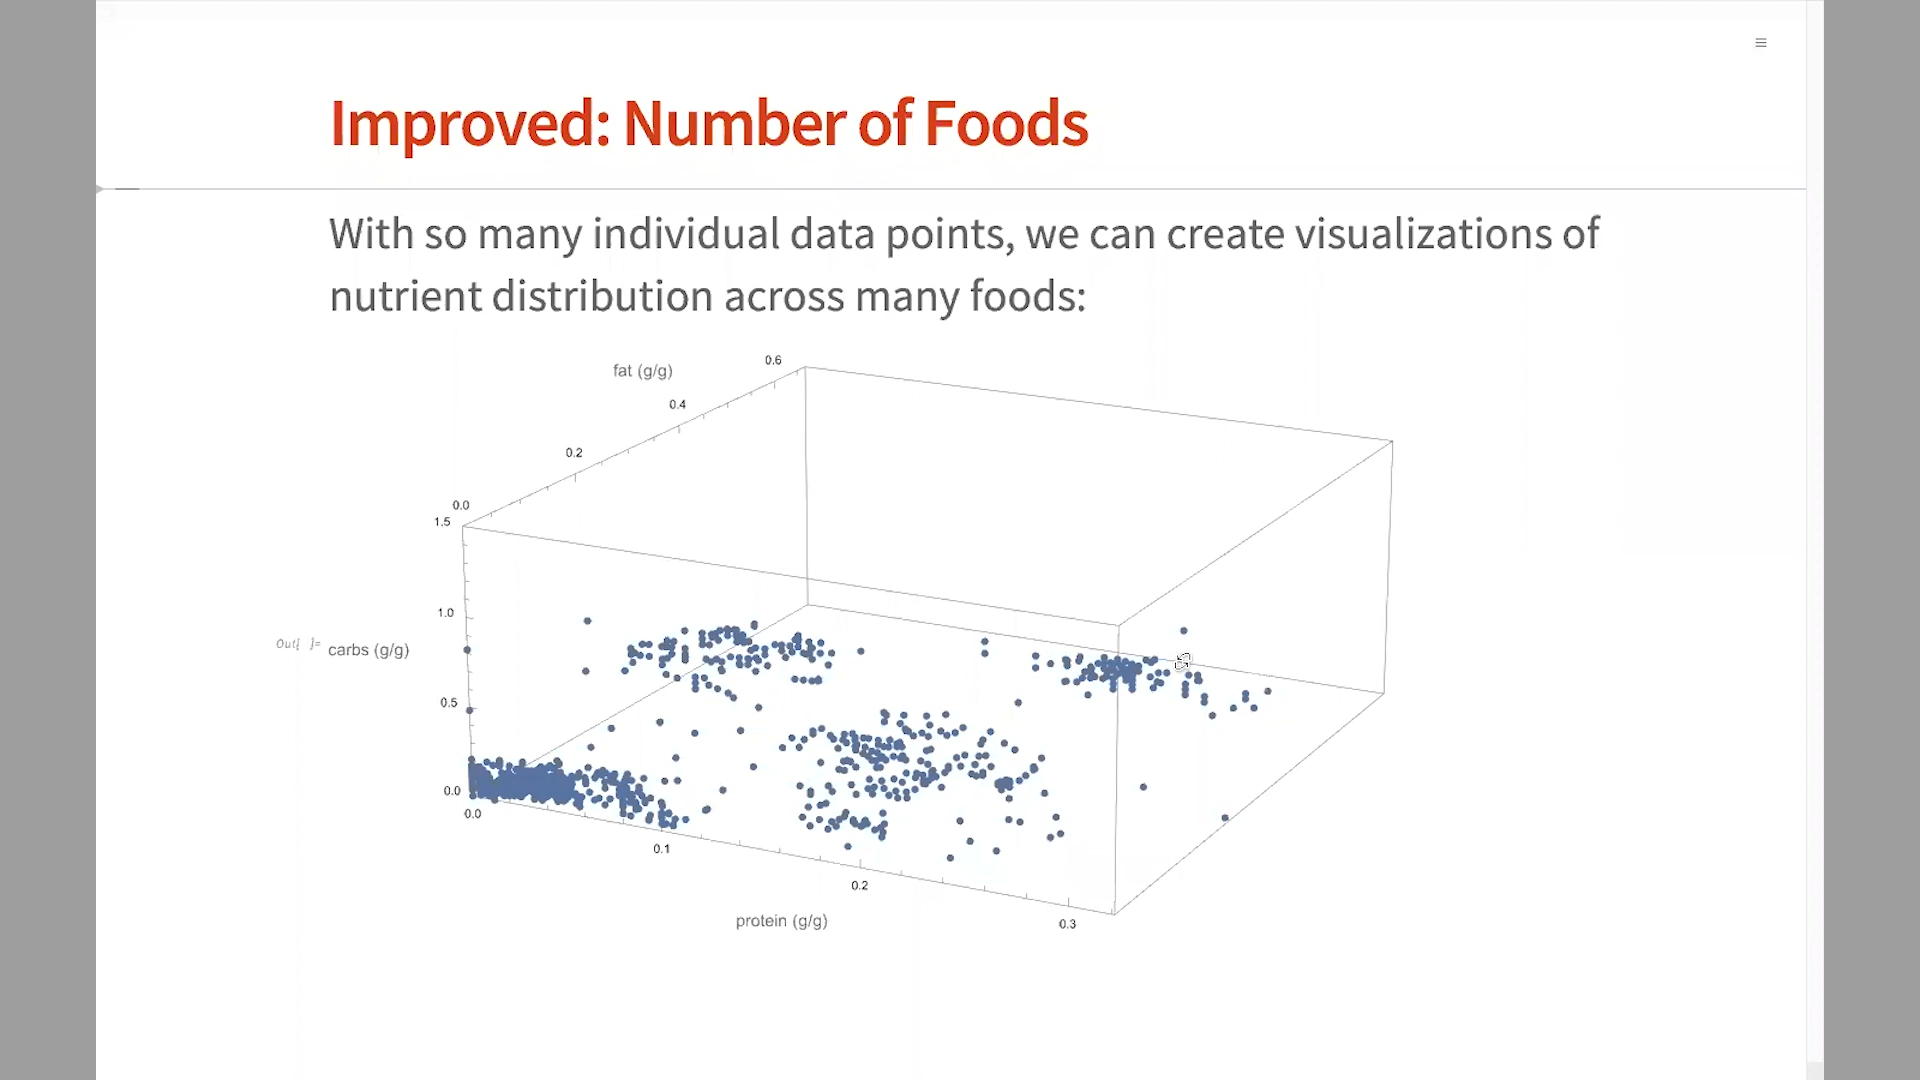 Improved: Number of Foods
With so many individual data points, we can create visualizations of
nutrient distribution across many foods:
fat (g/g)
0.6
0.4
0.2
0.0
1.5
1.0
Out[ ]= carbs (g/g)
0.5
0.0
0.0
0.1
0.2
0.3
protein (g/g)